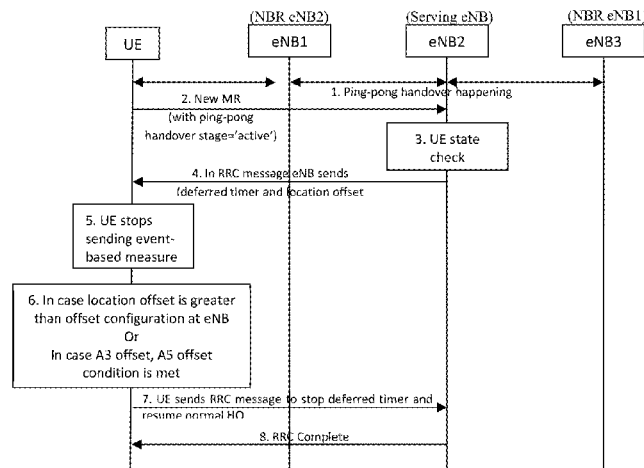 (NBR eNB2)
(Serving eNB)
(NBR eNB1)
UE
eNB1
eNB2
eNB3
1. Ping-pong handover happening
2. New MR
(with ping-pong
handover stage='active')
3. UE state
check
4. In RRC message eNB sends
(deferred timer and location offset
5. UE stops
sending event-
based measure
6. In case location offset is greater
than offset configuration at eNB
Or
In case A3 offset, A5 offset
condition is met
7. UE sends RRC message to stop deferred timer and
resume normal HO
8. RRC Complete